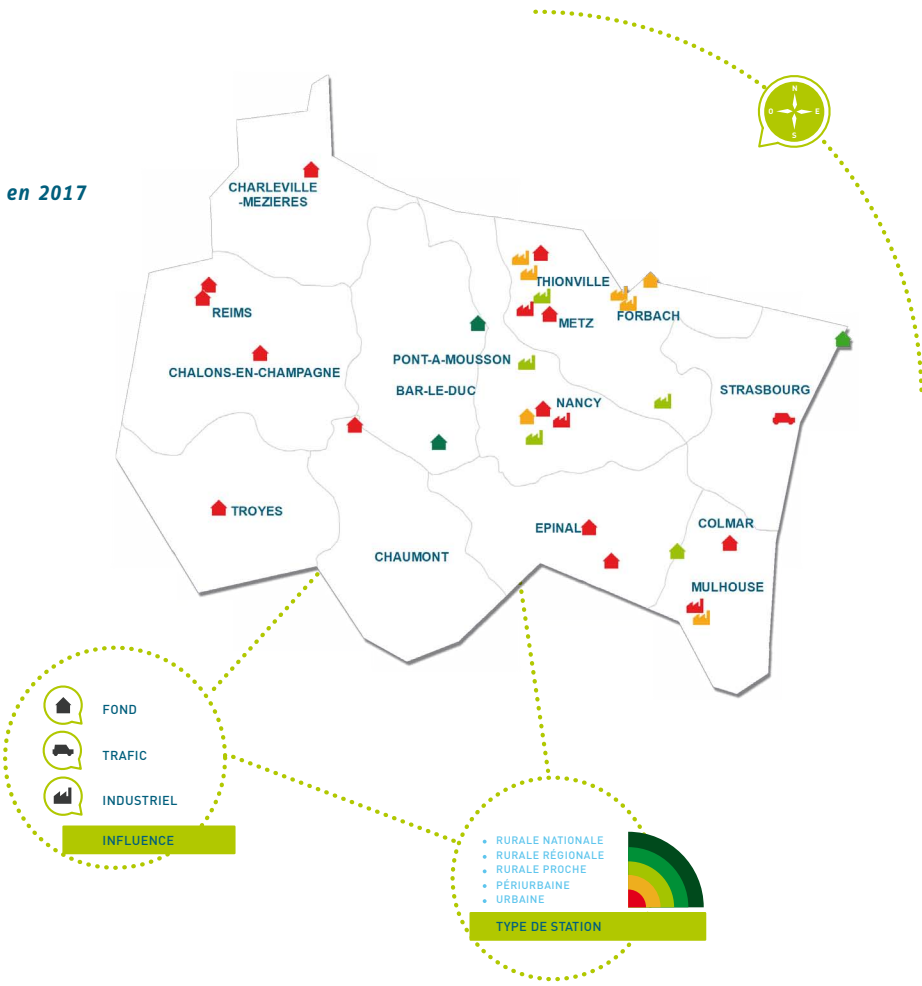 N
O
E
S
en 2017
CHARLEVILLE
-MEZIERES
THIONVILLE
REIMS
METZ
FORBACH
PONT-A-MOUSSON
CHALONS-EN-CHAMPAGNE
BAR-LE-DUC
STRASBOURG
NANCY
TROYES
EPINAL
COLMAR
CHAUMONT
MULHOUSE
FOND
TRAFIC
INDUSTRIEL
INFLUENCE
• RURALE NATIONALE
• RURALE RÉGIONALE
• RURALE PROCHE
• PÉRIURBAINE
• URBAINE
TYPE DE STATION